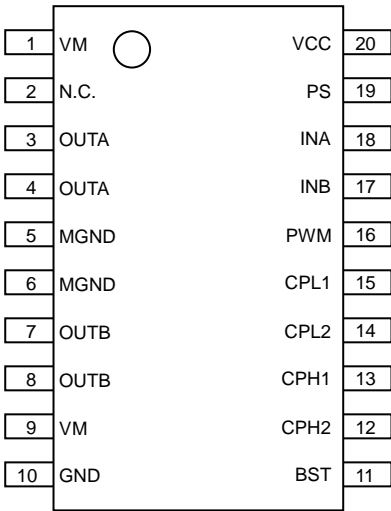 1 VM VCC 20
2 N.C. PS 19
3 OUTA INA 18
4 OUTA INB 17
5 MGND PWM 16
6 MGND CPL1 15
7 OUTB CPL2 14
8 OUTB CPH1 13
9 VM CPH2 12
10 GND BST 11